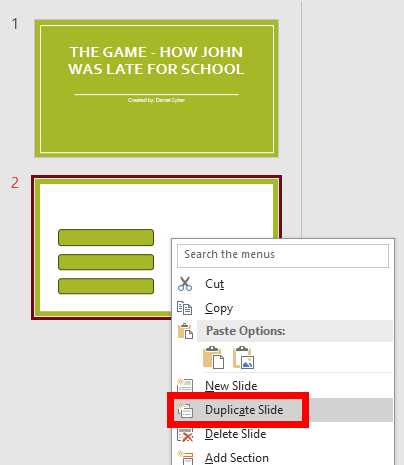 1
THE GAME - HOW JOHN
WAS LATE FOR SCHOOL
Created by: Daniel Cyber
2
Search the menus
Cut
Copy
Paste Options:
New Slide
Duplicate Slide
Delete Slide
Add Section